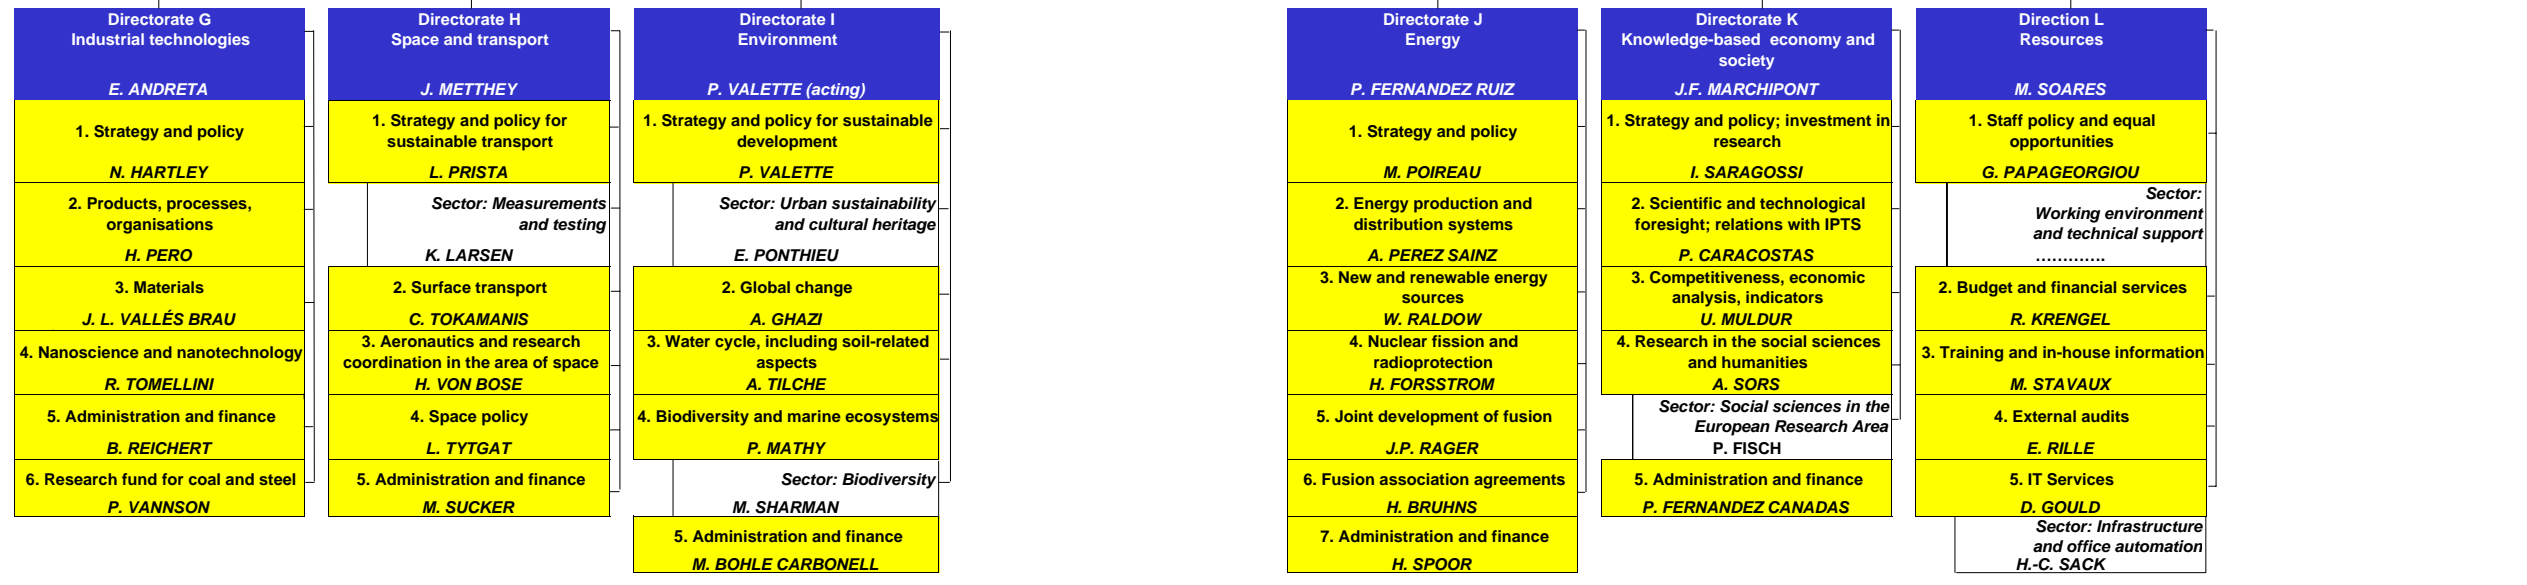 Directorate G
Industrial technologies
E. ANDRETA
1. Strategy and policy
N. HARTLEY
2. Products, processes,
organisations
H. PERO
3. Materials
J. L. VALLÉS BRAU
4. Nanoscience and nanotechnology
R. TOMELLINI
5. Administration and finance
B. REICHERT
6. Research fund for coal and steel
P. VANNSON
Directorate H
Space and transport
J. METTHEY
1. Strategy and policy for
sustainable transport
L. PRISTA
Sector: Measurements
and testing
K. LARSEN
2. Surface transport
C. TOKAMANIS
3. Aeronautics and research
coordination in the area of space
H. VON BOSE
4. Space policy
L. TYTGAT
5. Administration and finance
M. SUCKER
Directorate I
Environment
P. VALETTE (acting)
1. Strategy and policy for sustainable
development
P. VALETTE
Sector: Urban sustainability
and cultural heritage
E. PONTHIEU
2. Global change
A. GHAZI
3. Water cycle, including soil-related
aspects
A. TILCHE
4. Biodiversity and marine ecosystems
P. MATHY
Sector: Biodiversity
M. SHARMAN
5. Administration and finance
M. BOHLE CARBONELL
Directorate J
Energy
P. FERNANDEZ RUIZ
1. Strategy and policy
M. POIREAU
2. Energy production and
distribution systems
A. PEREZ SAINZ
3. New and renewable energy
sources
W. RALDOW
4. Nuclear fission and
radioprotection
H. FORSSTROM
5. Joint development of fusion
J.P. RAGER
6. Fusion association agreements
H. BRUHNS
7. Administration and finance
H. SPOOR
Directorate K
Knowledge-based economy and
society
J.F. MARCHIPONT
1. Strategy and policy; investment in
research
I. SARAGOSSI
2. Scientific and technological
foresight; relations with IPTS
P. CARACOSTAS
3. Competitiveness, economic
analysis, indicators
U. MULDUR
4. Research in the social sciences
and humanities
A. SORS
Sector: Social sciences in the
European Research Area
P. FISCH
5. Administration and finance
P. FERNANDEZ CANADAS
Direction L
Resources
M. SOARES
1. Staff policy and equal
opportunities
G. PAPAGEORGIOU
Sector:
Working environment
and technical support
………….
2. Budget and financial services
R. KRENGEL
3. Training and in-house information
M. STAVAUX
4. External audits
E. RILLE
5. IT Services
D. GOULD
Sector: Infrastructure
and office automation
H.-C. SACK